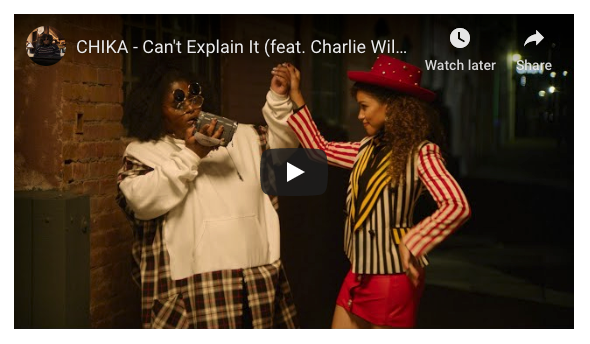 CHIKA - Can't Explain It (feat. Charlie Wil...
Watch later
Share